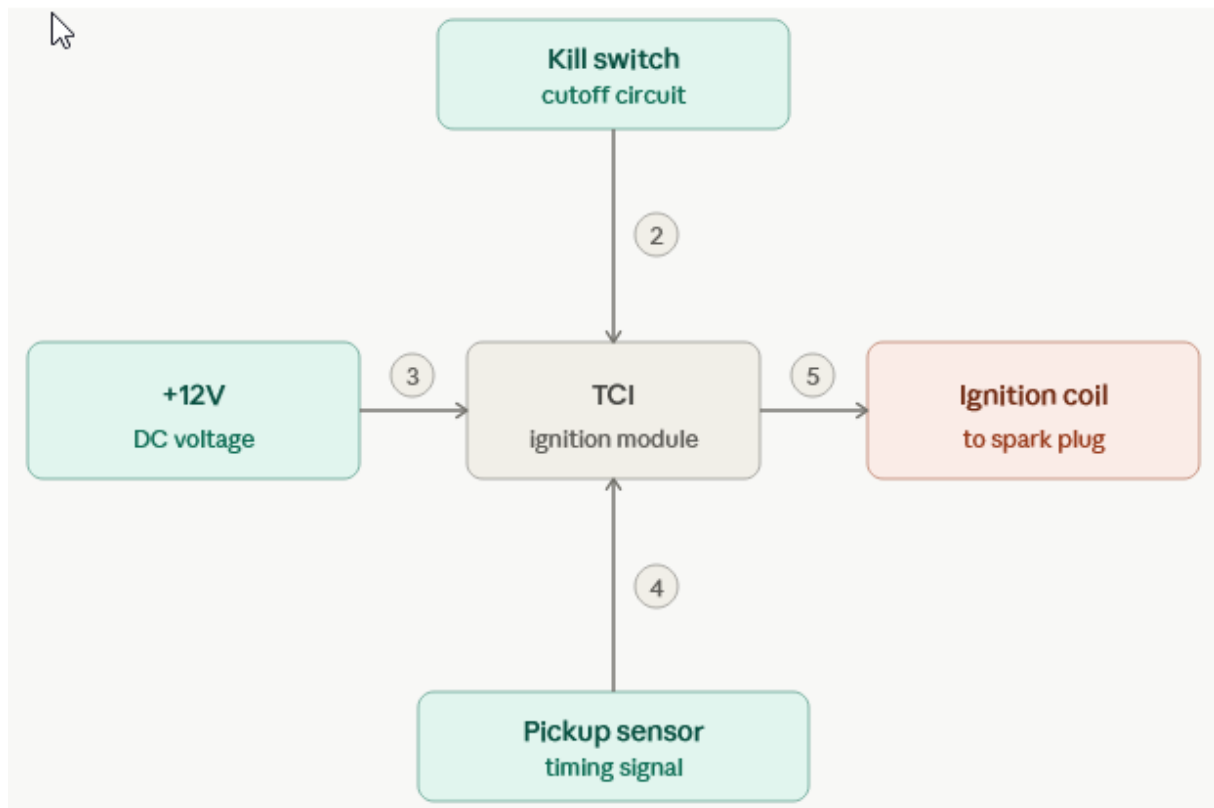 Kill switch
cutoff circuit
2
+12V
DC voltage
3
TCI
ignition module
5
Ignition coil
to spark plug
4
Pickup sensor
timing signal